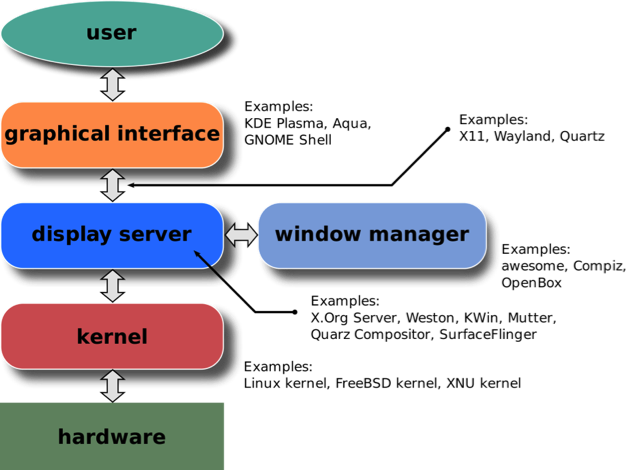 user
graphical interface
Examples:
KDE Plasma, Aqua,
GNOME Shell
Examples:
X11, Wayland, Quartz
display server
window manager
Examples:
awesome, Compiz,
OpenBox
Examples:
X.Org Server, Weston, KWin, Mutter,
Quarz Compositor, SurfaceFlinger
kernel
Examples:
Linux kernel, FreeBSD kernel, XNU kernel
hardware